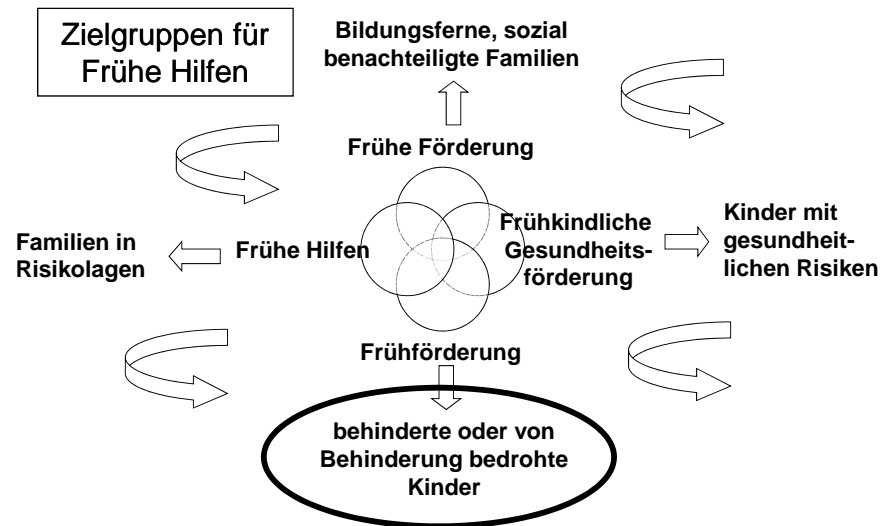 Zielgruppen für
Frühe Hilfen
Bildungsferne, sozial
benachteiligte Familien
Frühe Förderung
Familien in
Risikolagen
Frühe Hilfen
Frühkindliche
Gesundheits-
förderung
Kinder mit
gesundheit-
lichen Risiken
Frühförderung
behinderte oder von
Behinderung bedrohte
Kinder